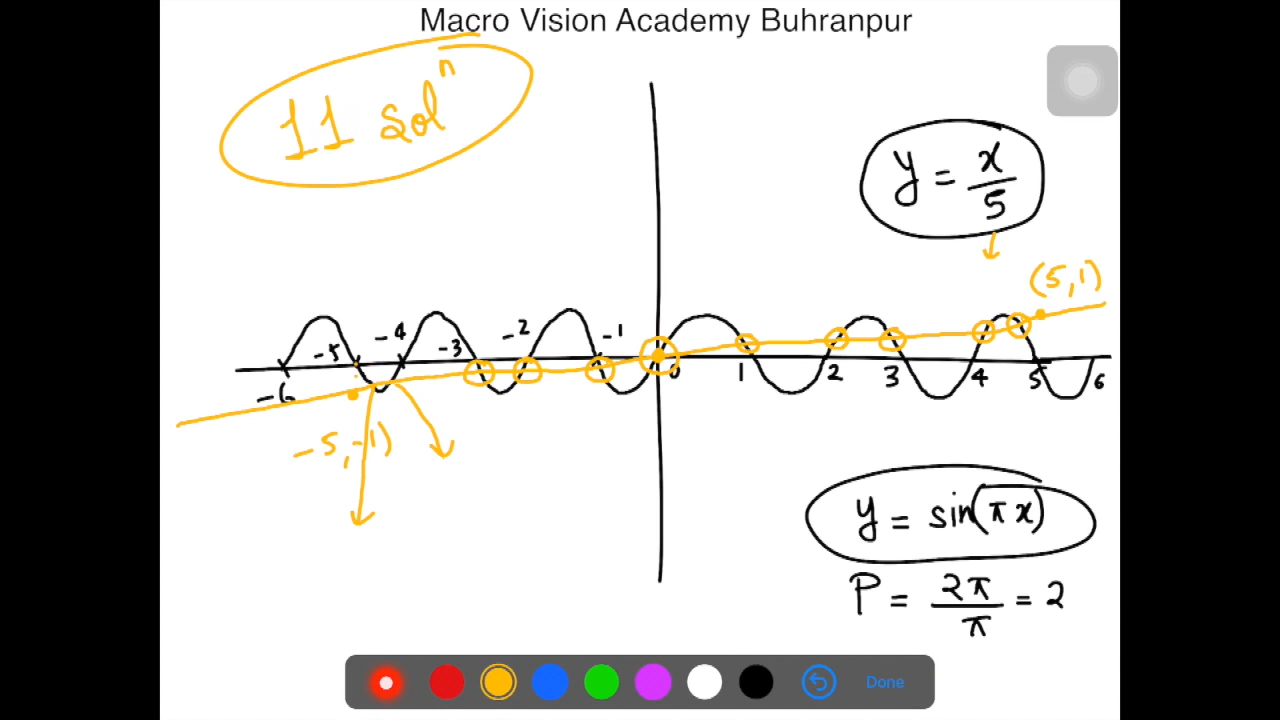 Macro Vision Academy Buhranpur
11 solⁿ
y = x/5
(5,1)
-6 -5 -4 -3 -2 -1 0 1 2 3 4 5 6
-5,-1)
y = sin(πx)
P = 2π/π = 2
Done